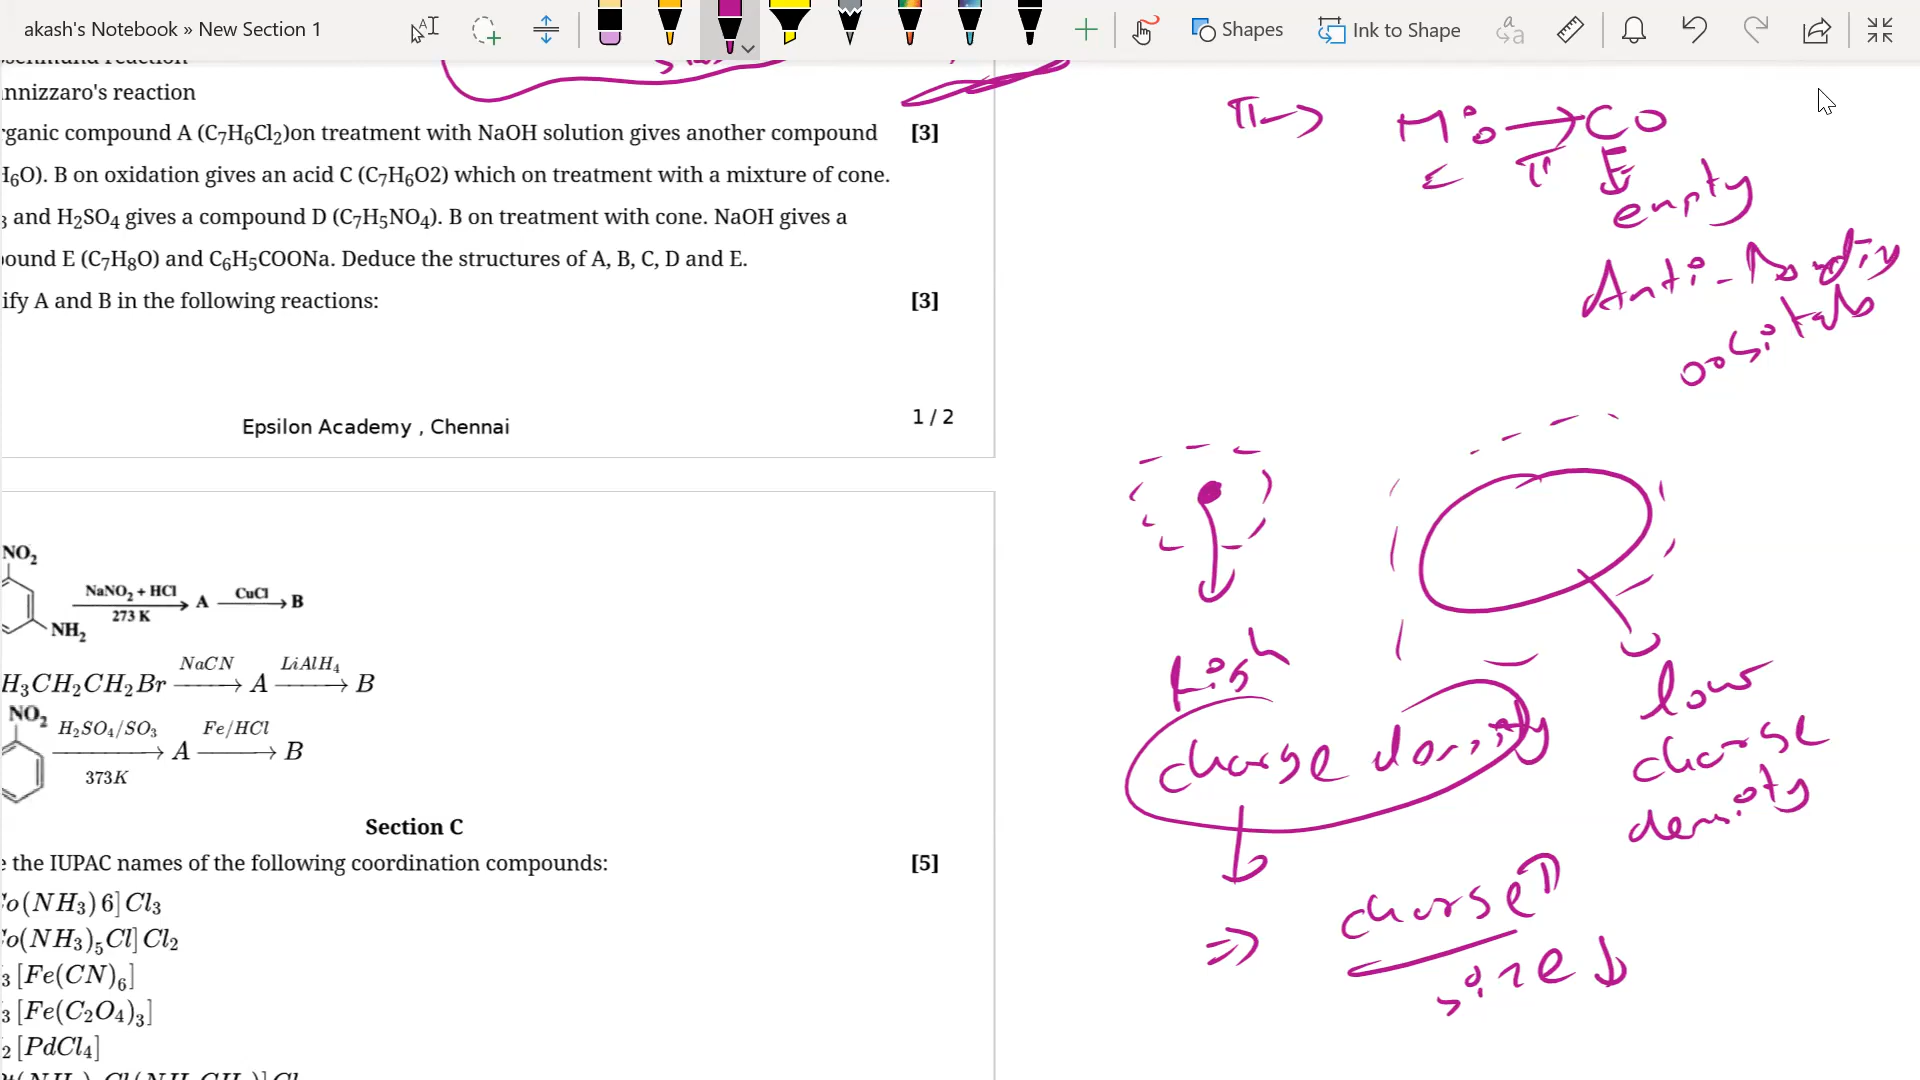 akash's Notebook » New Section 1
Shapes
Ink to Shape
nnizzaro's reaction
rganic compound A (C₇H₆Cl₂)on treatment with NaOH solution gives another compound [3]
H₆O). B on oxidation gives an acid C (C₇H₆O2) which on treatment with a mixture of cone.
₃ and H₂SO₄ gives a compound D (C₇H₅NO₄). B on treatment with cone. NaOH gives a
ound E (C₇H₈O) and C₆H₅COONa. Deduce the structures of A, B, C, D and E.
ify A and B in the following reactions: [3]
Epsilon Academy , Chennai
1 / 2
NO₂
NaNO₂ + HCl
273 K
A
CuCl
B
NH₂
H₃CH₂CH₂Br
NaCN
A
LiAlH₄
B
NO₂
H₂SO₄/SO₃
373K
A
Fe/HCl
B
Section C
e the IUPAC names of the following coordination compounds: [5]
o(NH₃)6]Cl₃
o(NH₃)₅Cl]Cl₂
₃[Fe(CN)₆]
₃[Fe(C₂O₄)₃]
₂[PdCl₄]
π → M → CO
π
empty
Anti-
high
charge density
low
charge
density
⇒ charge ↑
size ↓